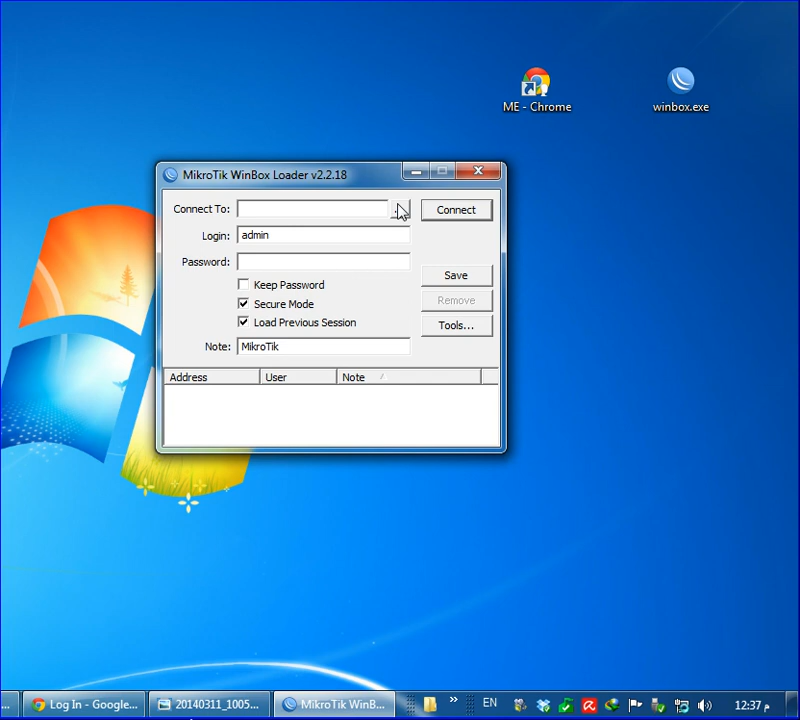 ME - Chrome
winbox.exe
MikroTik WinBox Loader v2.2.18
Connect To:
Connect
Login: admin
Password:
Keep Password
Save
Secure Mode
Remove
Load Previous Session
Tools...
Note: MikroTik
Address User Note
... Log In - Google... 20140311_1005... MikroTik WinB... » EN 12:37 م